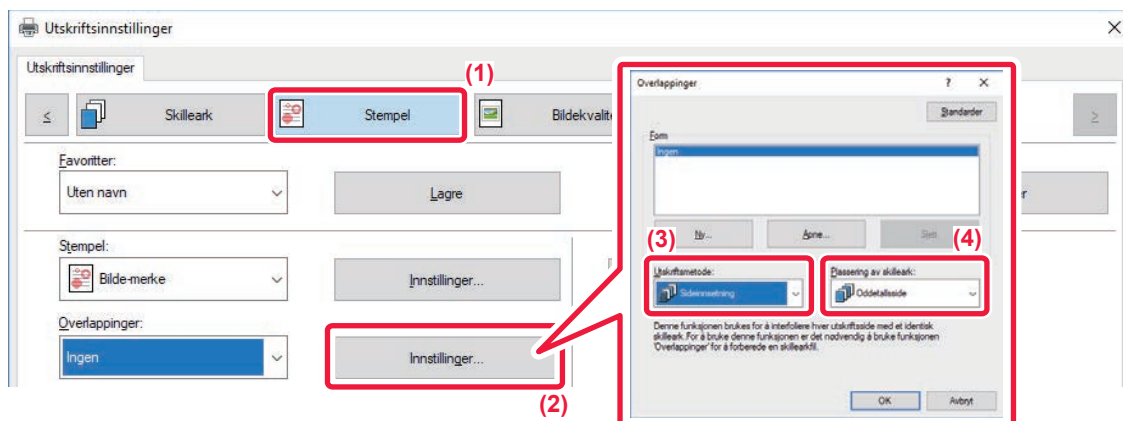 Utskriftsinnstillinger
Utskriftsinnstillinger
(1)
≤ Skilleark Stempel Bildekvalite ≥
Favoritter:
Uten navn Lagre r
Stempel:
Bilde-merke Innstillinger...
Overlappinger:
Ingen Innstillinger...
(2)
Overlappinger ? ×
Standarder
Form
Ingen
Ny... Åpne... Slett
(3) (4)
Utskriftsmetode: Plassering av skilleark:
Sideinnsetning Oddetallsside
Denne funksjonen brukes for å interfoliere hver utskriftsside med et identisk
skilleark .For å bruke denne funksjonen er det nødvendig å bruke funksjonen
'Overlappinger' for å forberede en skillearkfil.
OK Avbryt